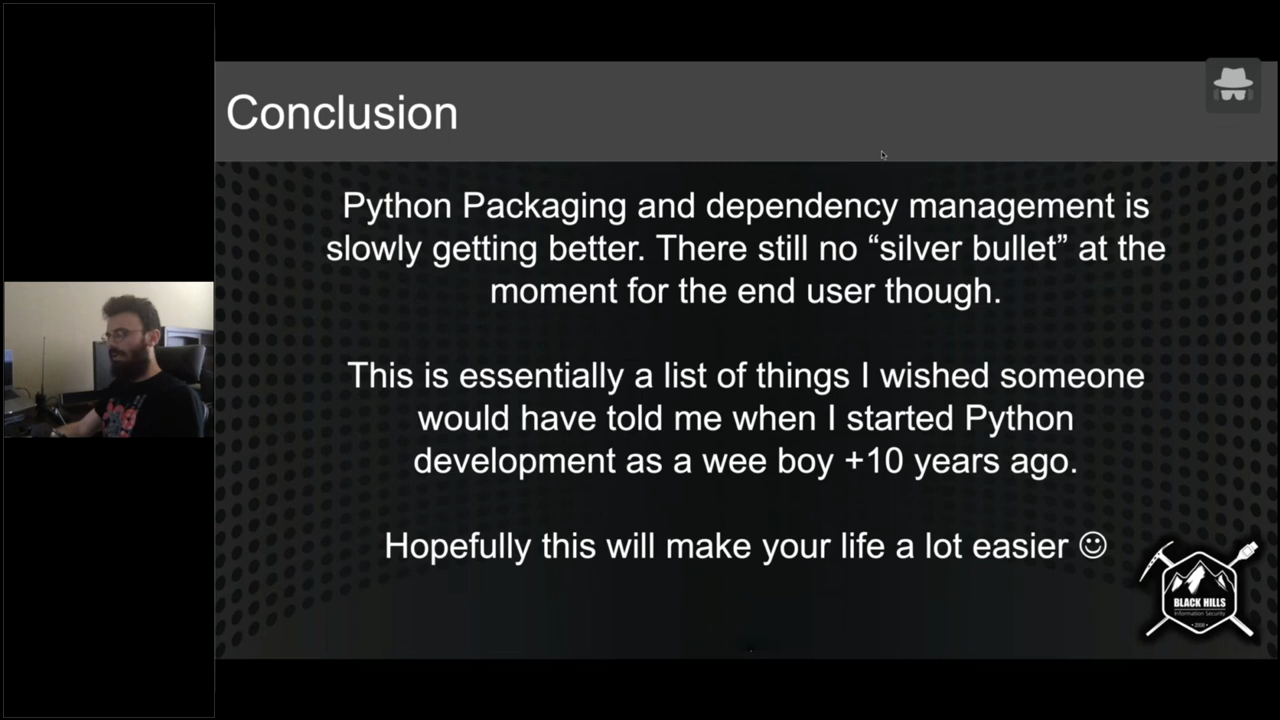 Conclusion
Python Packaging and dependency management is
slowly getting better. There still no “silver bullet” at the
moment for the end user though.
This is essentially a list of things I wished someone
would have told me when I started Python
development as a wee boy +10 years ago.
Hopefully this will make your life a lot easier ☺
BLACK HILLS
Information Security
• 2008 •